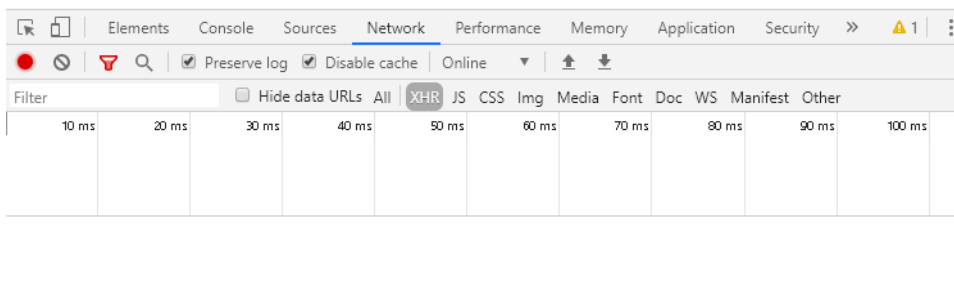 Elements Console Sources Network Performance Memory Application Security » 1
Preserve log Disable cache Online
Filter Hide data URLs All XHR JS CSS Img Media Font Doc WS Manifest Other
10 ms 20 ms 30 ms 40 ms 50 ms 60 ms 70 ms 80 ms 90 ms 100 ms